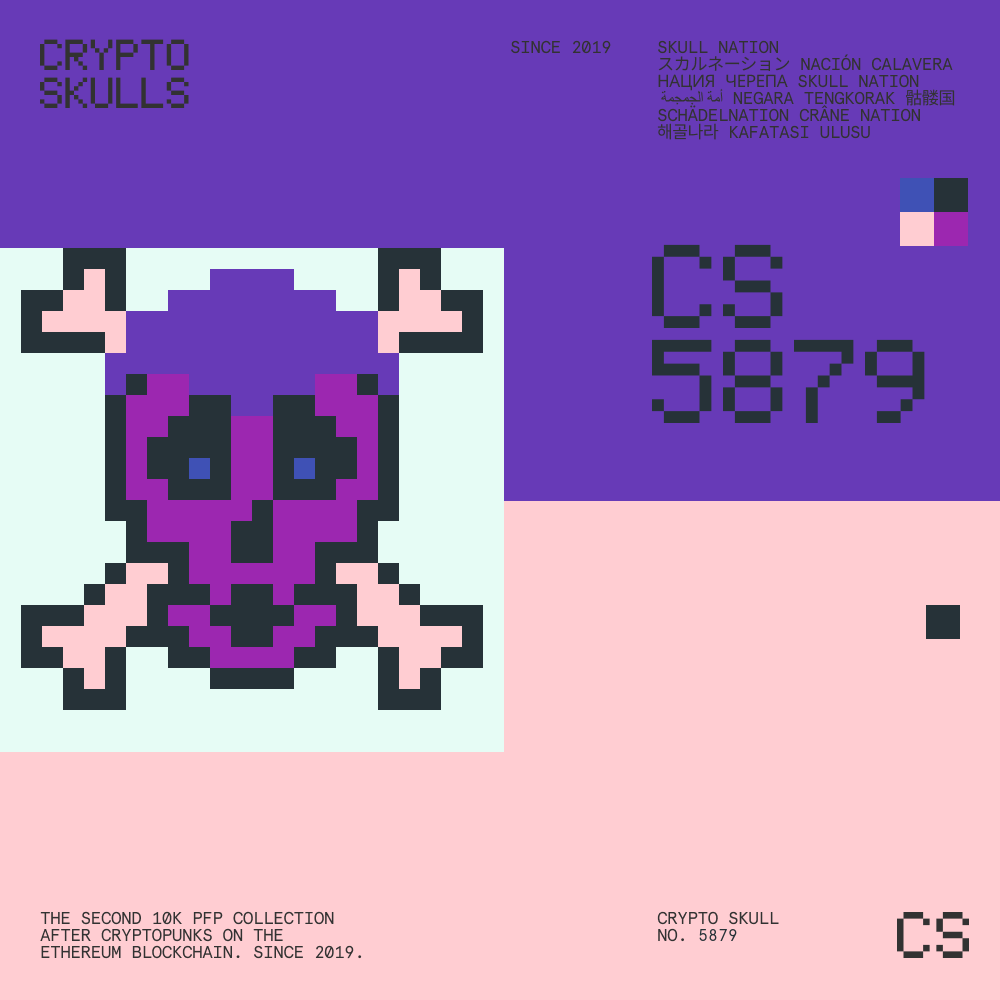 CRYPTO
SKULLS
SINCE 2019
SKULL NATION
スカルネーション NACIÓN CALAVERA
НАЦИЯ ЧЕРЕПА SKULL NATION
أمة الجمجمة NEGARA TENGKORAK 骷髅国
SCHÄDELNATION CRÂNE NATION
해골나라 KAFATASI ULUSU
CS
5879
THE SECOND 10K PFP COLLECTION
AFTER CRYPTOPUNKS ON THE
ETHEREUM BLOCKCHAIN. SINCE 2019.
CRYPTO SKULL
NO. 5879
CS